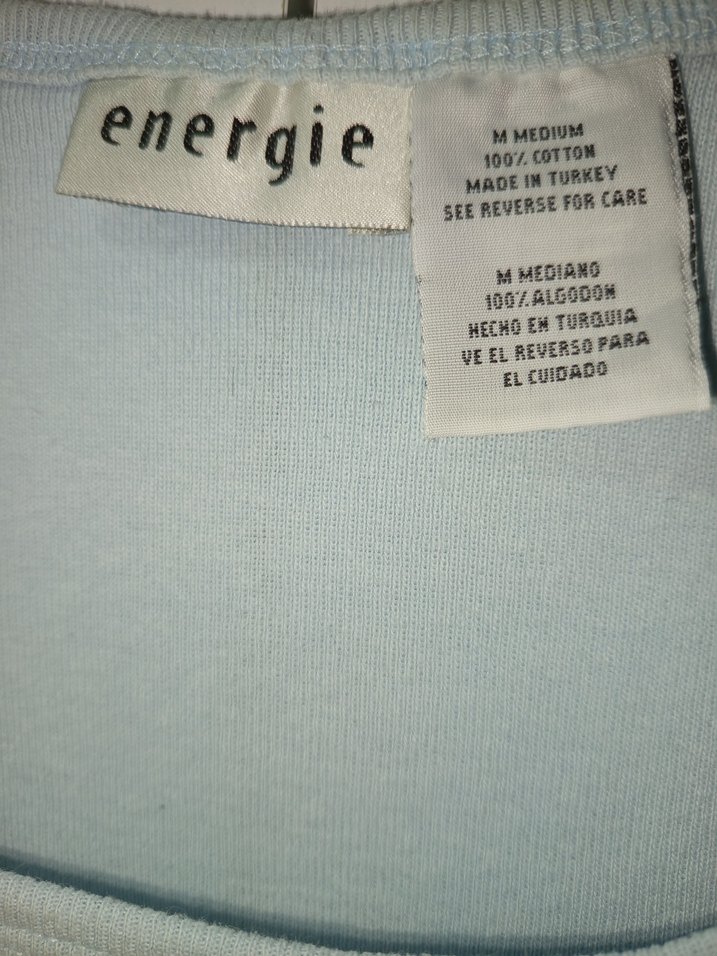 energie
M MEDIUM
100% COTTON
MADE IN TURKEY
SEE REVERSE FOR CARE
M MEDIANO
100% ALGODON
HECHO EN TURQUIA
VE EL REVERSO PARA
EL CUIDADO